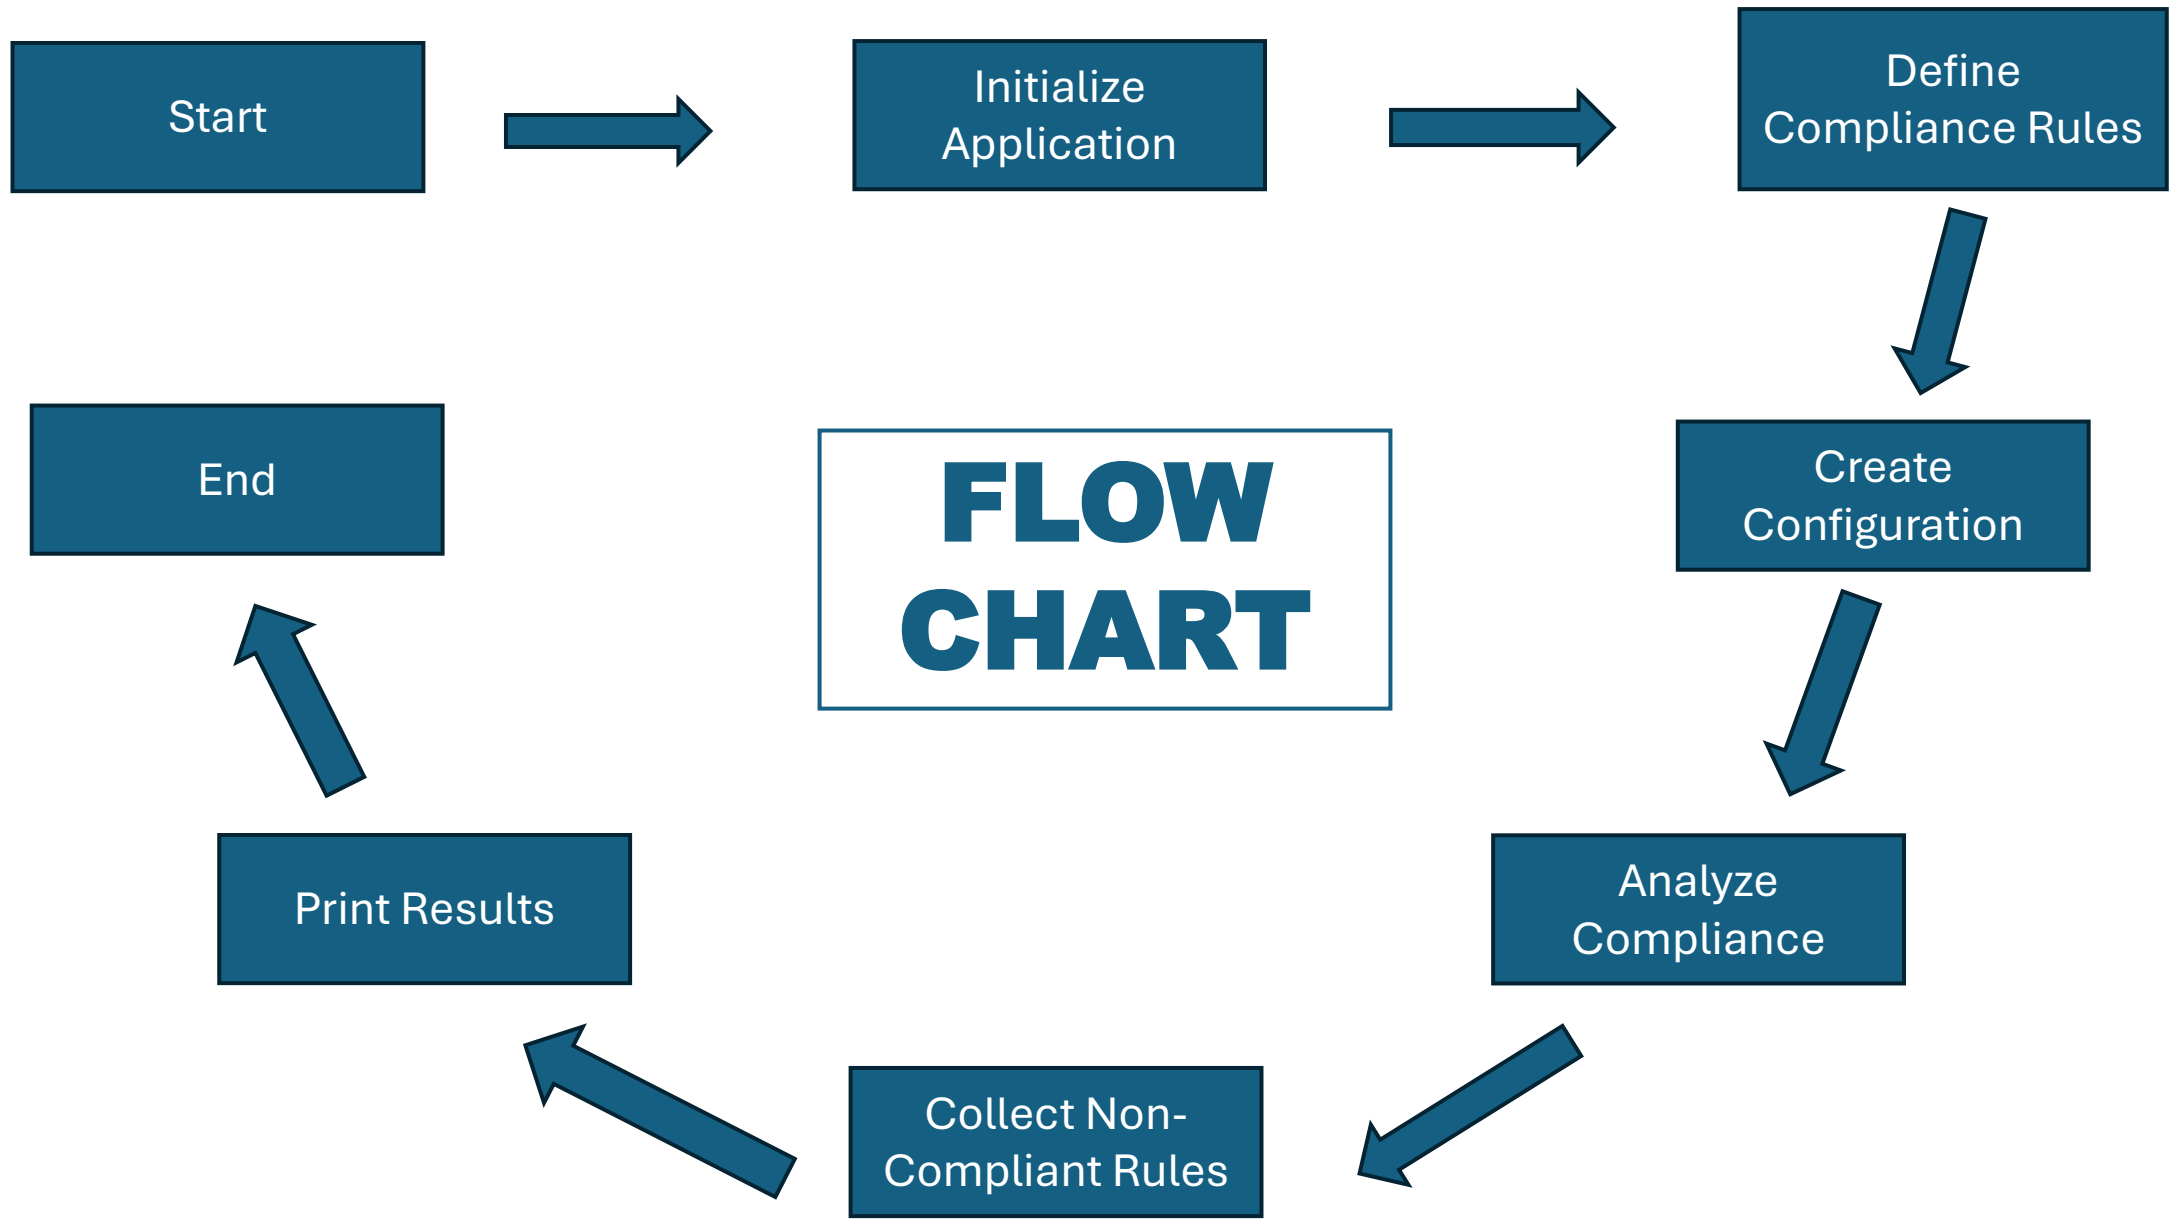 Start
Initialize
Application
Define
Compliance Rules
Create
Configuration
Analyze
Compliance
Collect Non-
Compliant Rules
Print Results
End
FLOW
CHART